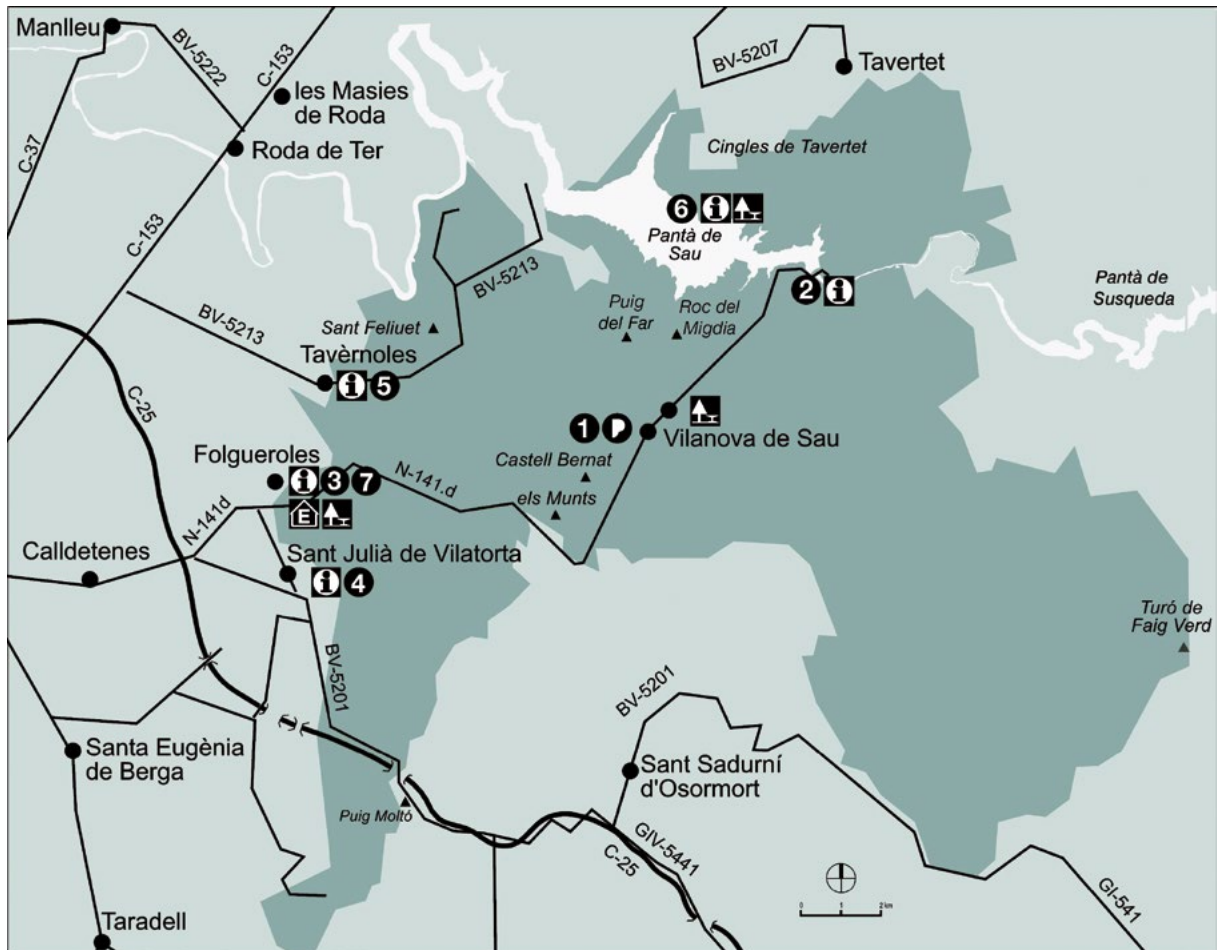 Manlleu
BV-5222
C-153
BV-5207
Tavertet
les Masies
de Roda
C-37
Roda de Ter
Cingles de Tavertet
6
i
Pantà de
Sau
C-153
BV-5213
2
i
Pantà de
Susqueda
BV-5213
Sant Feliuet
Puig
del Far
Roc del
Migdia
Tavèrnoles
i
5
C-25
1
P
Vilanova de Sau
Folgueroles
i
3
7
E
N-141.d
Castell Bernat
els Munts
N-141d
Calldetenes
Sant Julià de Vilatorta
i
4
Turó de
Faig Verd
BV-5201
BV-5201
Santa Eugènia
de Berga
Sant Sadurní
d'Osormort
Puig Moltó
GIV-5441
C-25
GI-541
0 1 2 km
Taradell